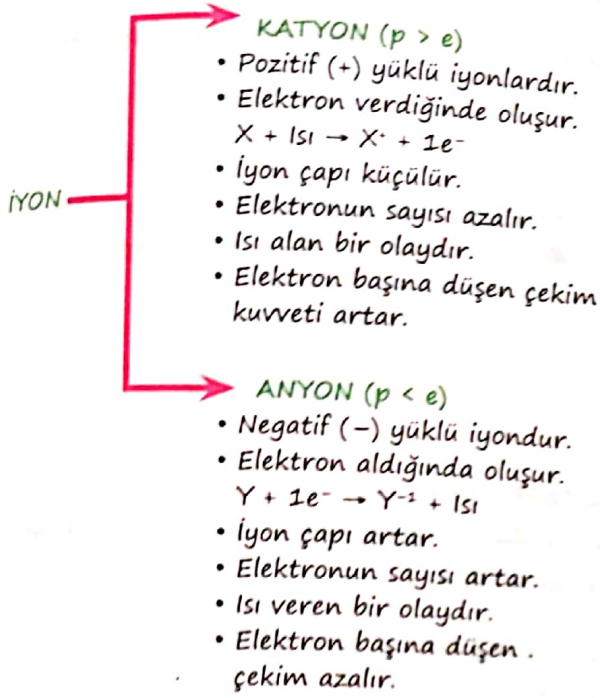 KATYON (p > e)
• Pozitif (+) yüklü iyonlardır.
• Elektron verdiğinde oluşur.
X + Isı → X⁺ + 1e⁻
• İyon çapı küçülür.
• Elektronun sayısı azalır.
• Isı alan bir olaydır.
• Elektron başına düşen çekim
kuvveti artar.
İYON
ANYON (p < e)
• Negatif (−) yüklü iyondur.
• Elektron aldığında oluşur.
Y + 1e⁻ → Y⁻¹ + Isı
• İyon çapı artar.
• Elektronun sayısı artar.
• Isı veren bir olaydır.
• Elektron başına düşen .
çekim azalır.